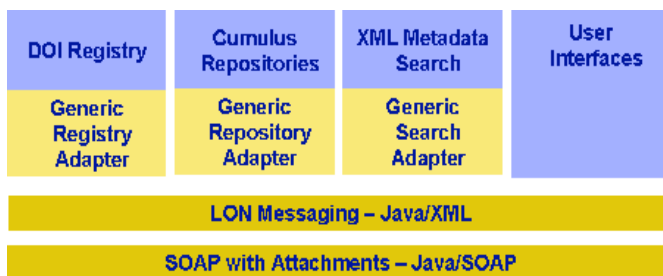 DOI Registry
Cumulus
Repositories
XML Metadata
Search
User
Interfaces
Generic
Registry
Adapter
Generic
Repository
Adapter
Generic
Search
Adapter
LON Messaging – Java/XML
SOAP with Attachments – Java/SOAP